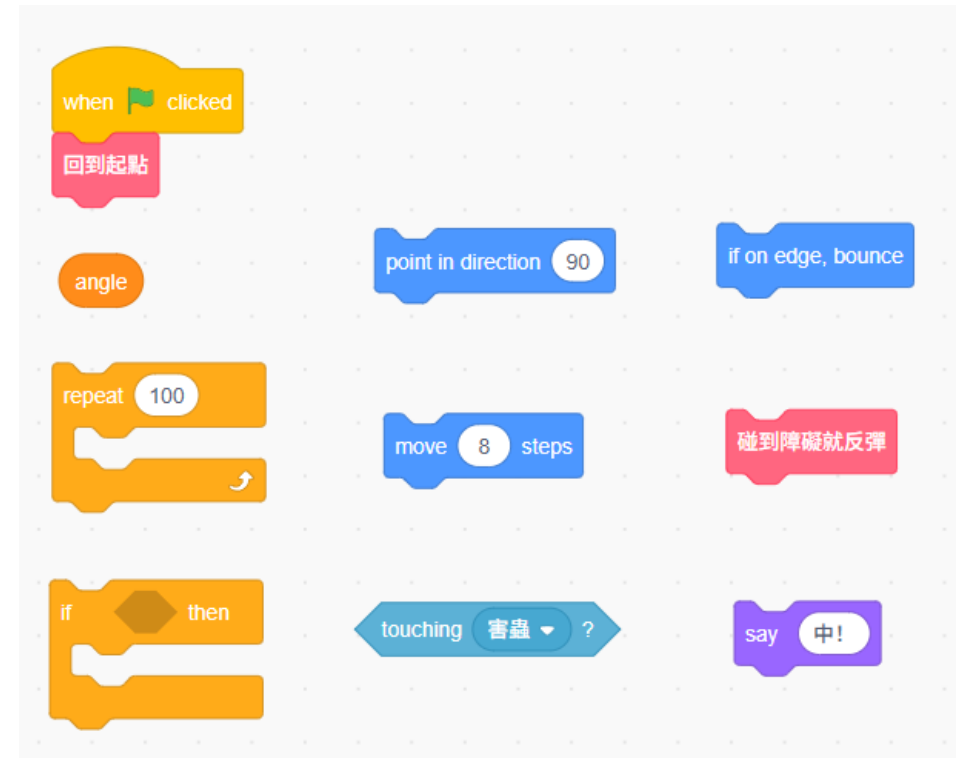 when clicked
回到起點
angle
point in direction 90
if on edge, bounce
repeat 100
move 8 steps
碰到障礙就反彈
if then
touching 害蟲 ?
say 中!